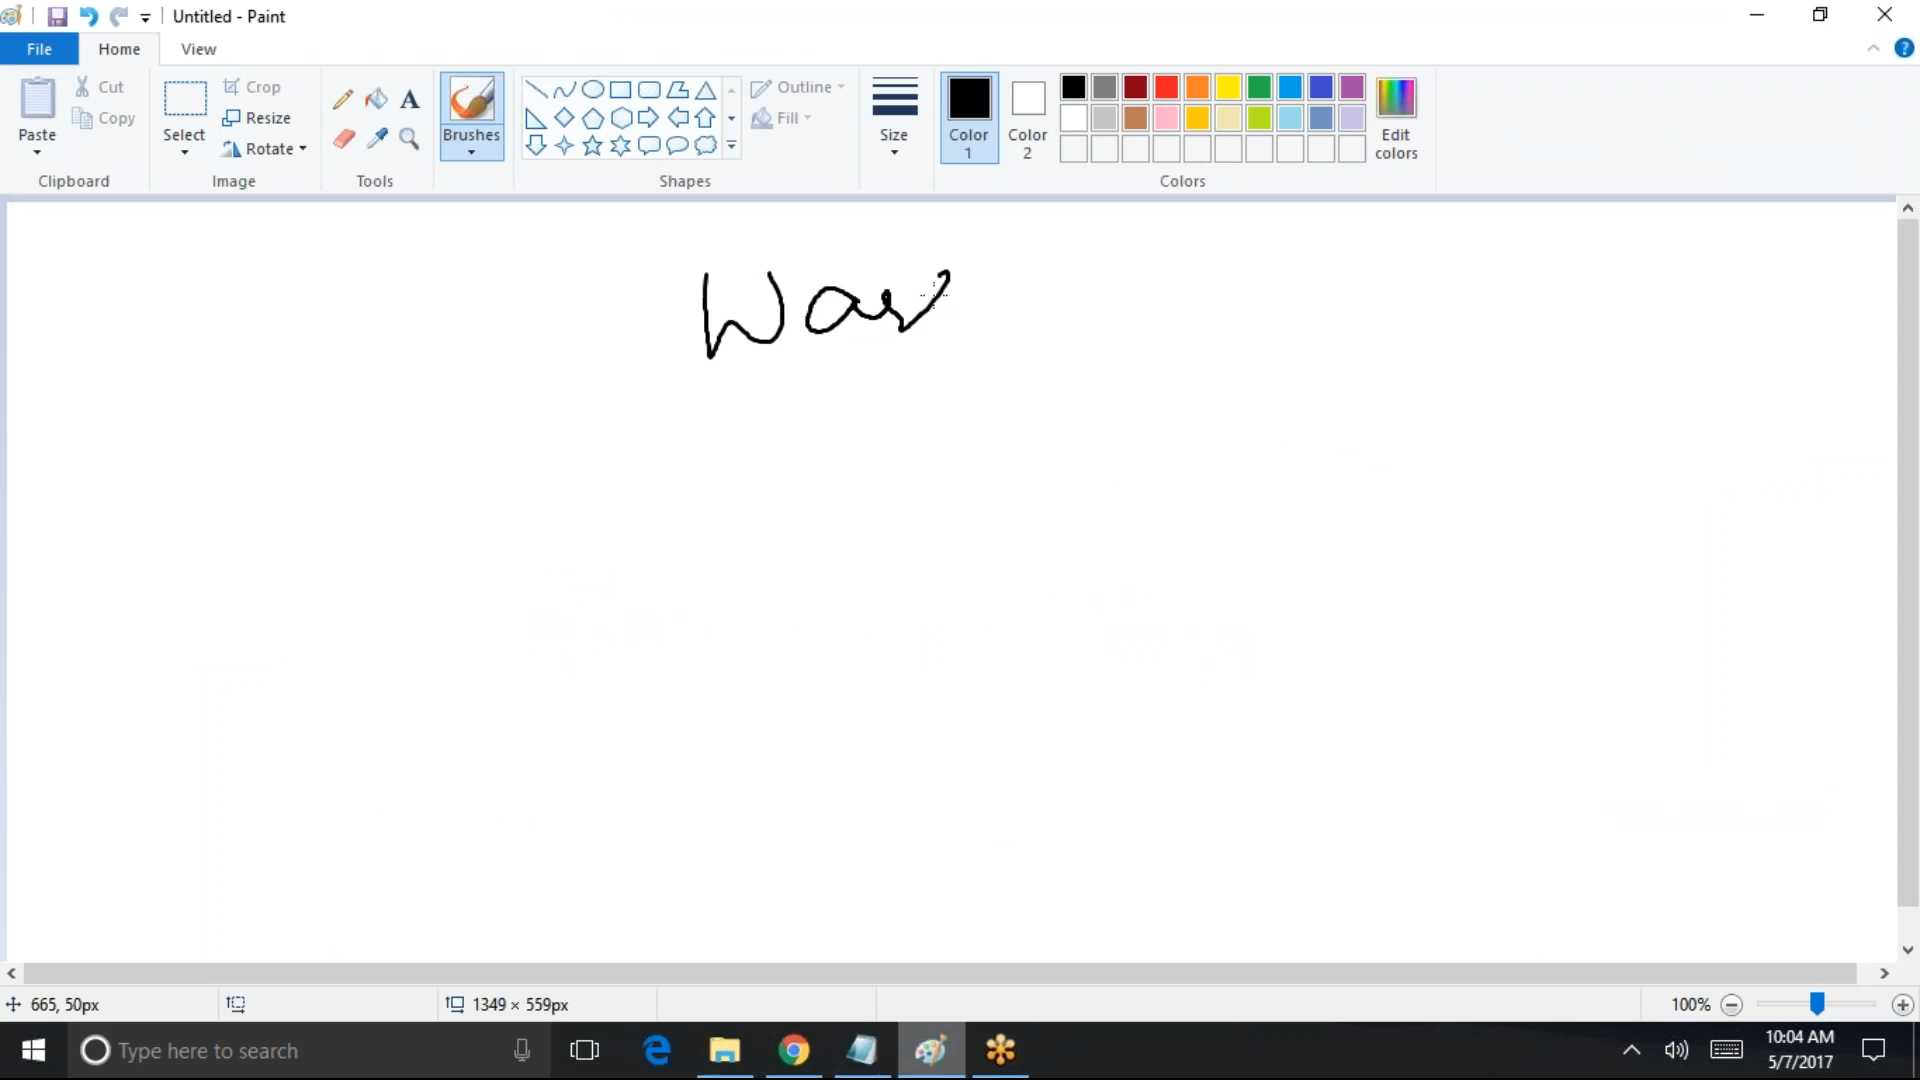 Untitled - Paint
File Home View
Paste
Cut
Copy
Clipboard
Select
Crop
Resize
Rotate
Image
Tools
Brushes
Shapes
Outline
Fill
Size
Color 1
Color 2
Edit colors
Colors
665, 50px
1349 × 559px
100%
Type here to search
10:04 AM
5/7/2017